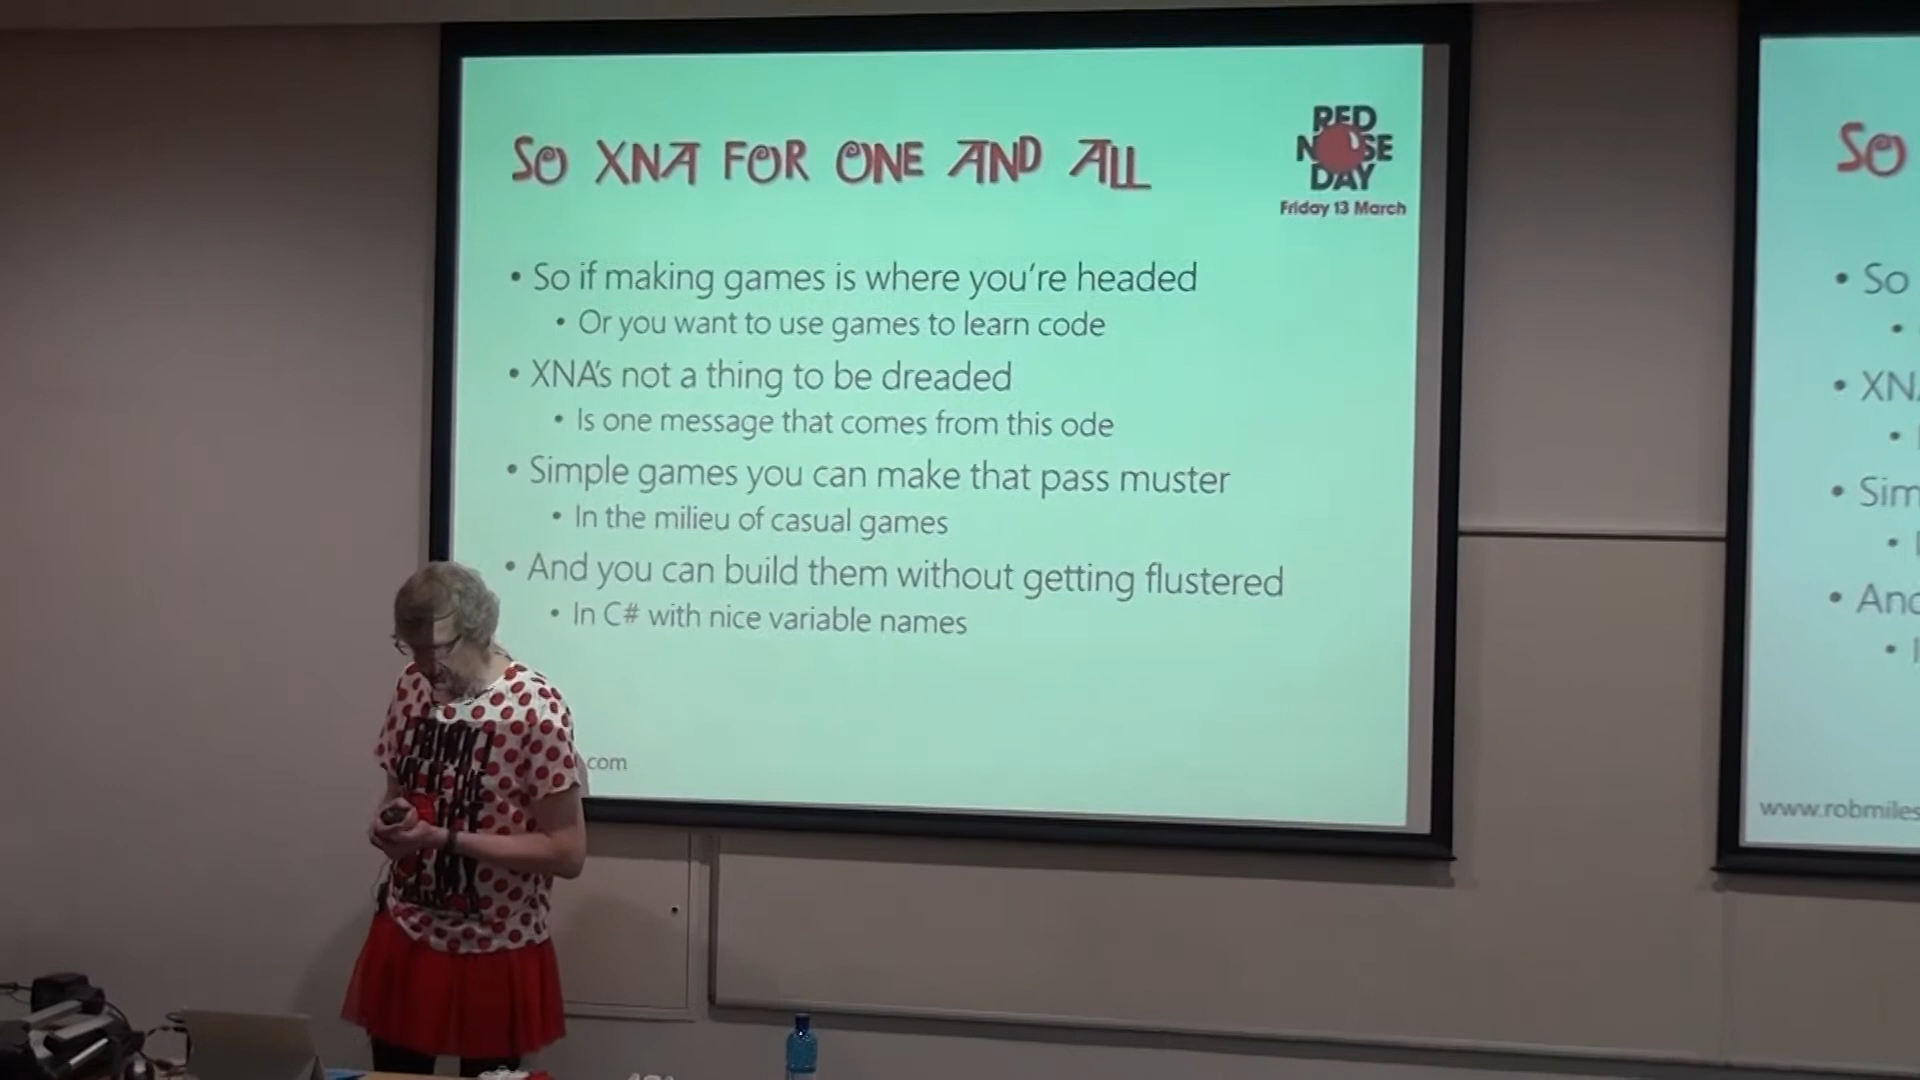 SO XNA FOR ONE AND ALL
RED
NOSE
DAY
Friday 13 March
• So if making games is where you're headed
• Or you want to use games to learn code
• XNA's not a thing to be dreaded
• Is one message that comes from this ode
• Simple games you can make that pass muster
• In the milieu of casual games
• And you can build them without getting flustered
• In C# with nice variable names
.com
SO
• So
• XNA
• Sim
• And
www.robmiles